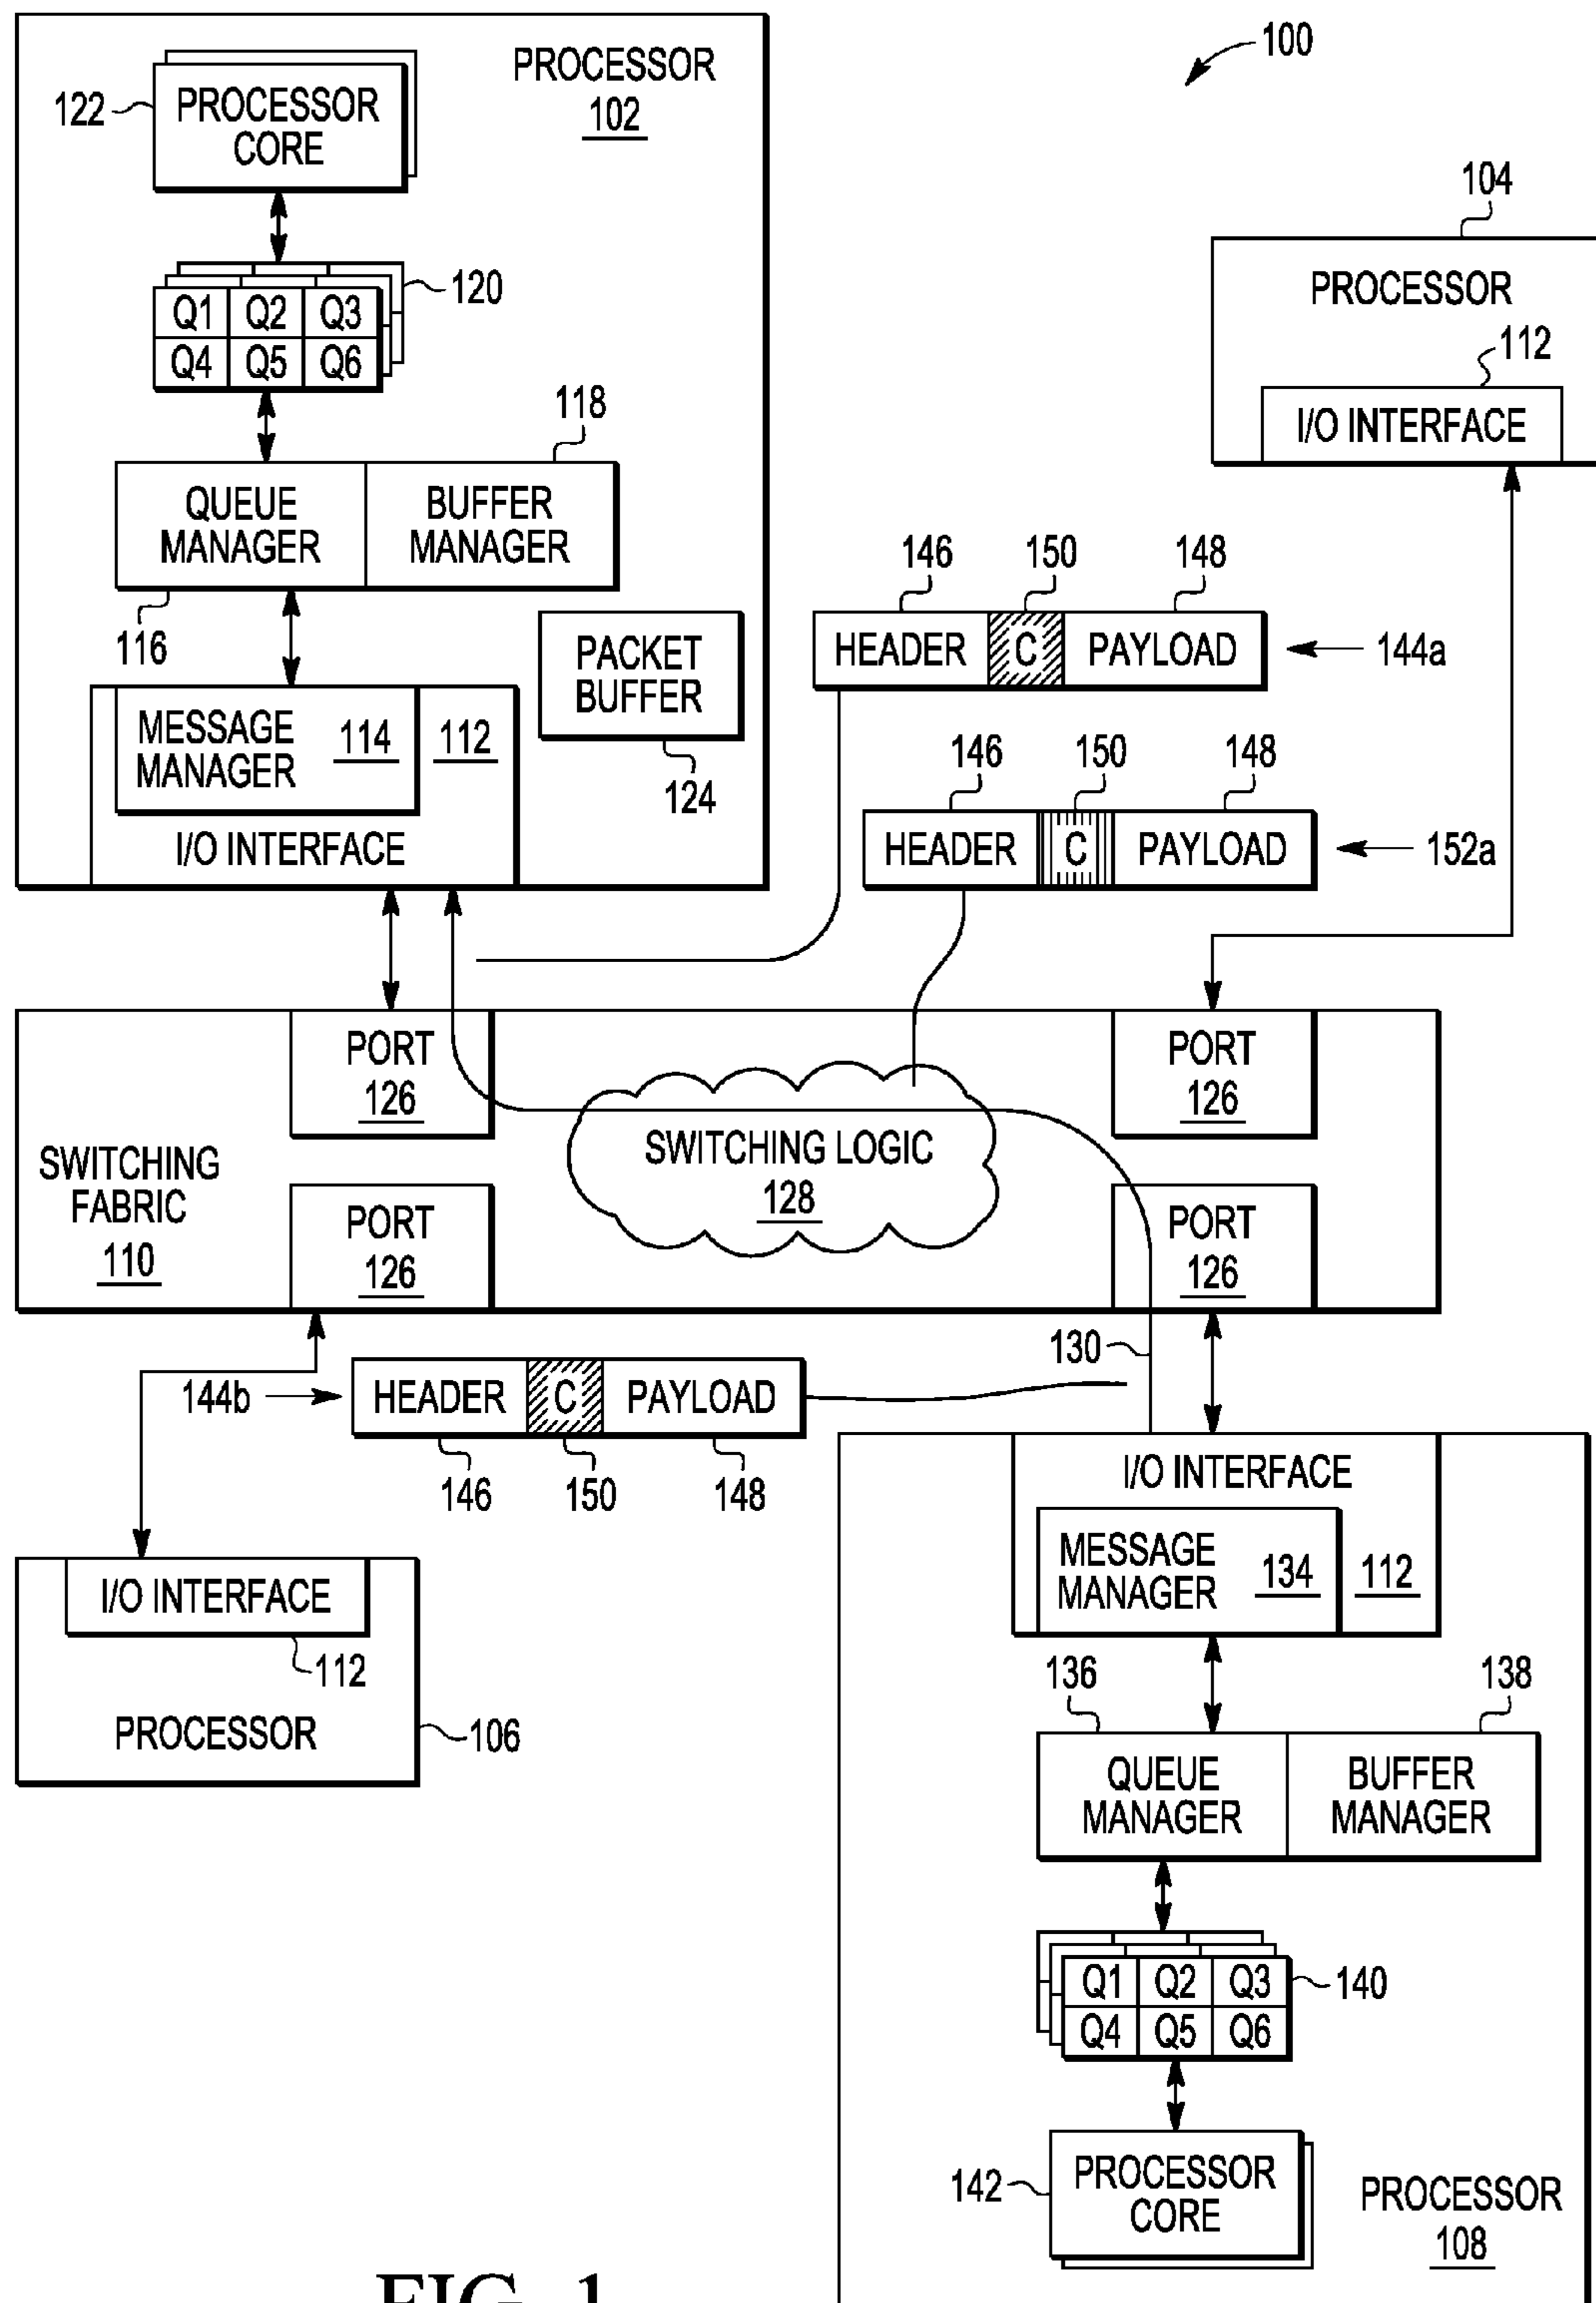 100
PROCESSOR
102
122
PROCESSOR
CORE
120
Q1 Q2 Q3
Q4 Q5 Q6
118
QUEUE
MANAGER
BUFFER
MANAGER
116
PACKET
BUFFER
124
MESSAGE
MANAGER
114
112
I/O INTERFACE
104
PROCESSOR
112
I/O INTERFACE
146 150 148
HEADER C PAYLOAD
144a
146 150 148
HEADER C PAYLOAD
152a
PORT
126
PORT
126
SWITCHING LOGIC
128
SWITCHING
FABRIC
110
PORT
126
PORT
126
130
144b
HEADER C PAYLOAD
146 150 148
I/O INTERFACE
112
PROCESSOR
106
I/O INTERFACE
MESSAGE
MANAGER
134
112
136
138
QUEUE
MANAGER
BUFFER
MANAGER
Q1 Q2 Q3
Q4 Q5 Q6
140
142
PROCESSOR
CORE
PROCESSOR
108
FIG. 1